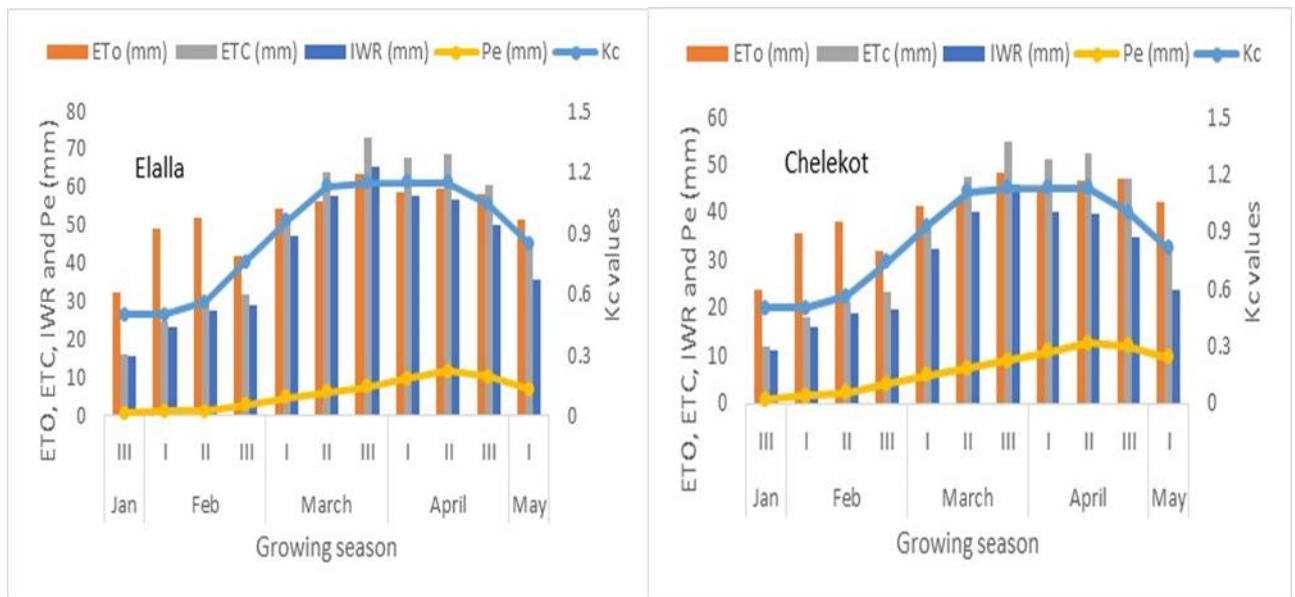 ETo (mm) ETC (mm) IWR (mm) Pe (mm) Kc
Elalla
ETO, ETC, IWR and Pe (mm)
80
70
60
50
40
30
20
10
0
1.5
1.2
0.9
0.6
0.3
0
Kc values
III I II III I II III I II III I
Jan Feb March April May
Growing season
ETo (mm) ETc (mm) IWR (mm) Pe (mm) Kc
Chelekot
ETO, ETC, IWR and Pe (mm)
60
50
40
30
20
10
0
1.5
1.2
0.9
0.6
0.3
0
Kc values
III I II III I II III I II III I
Jan Feb March April May
Growing season